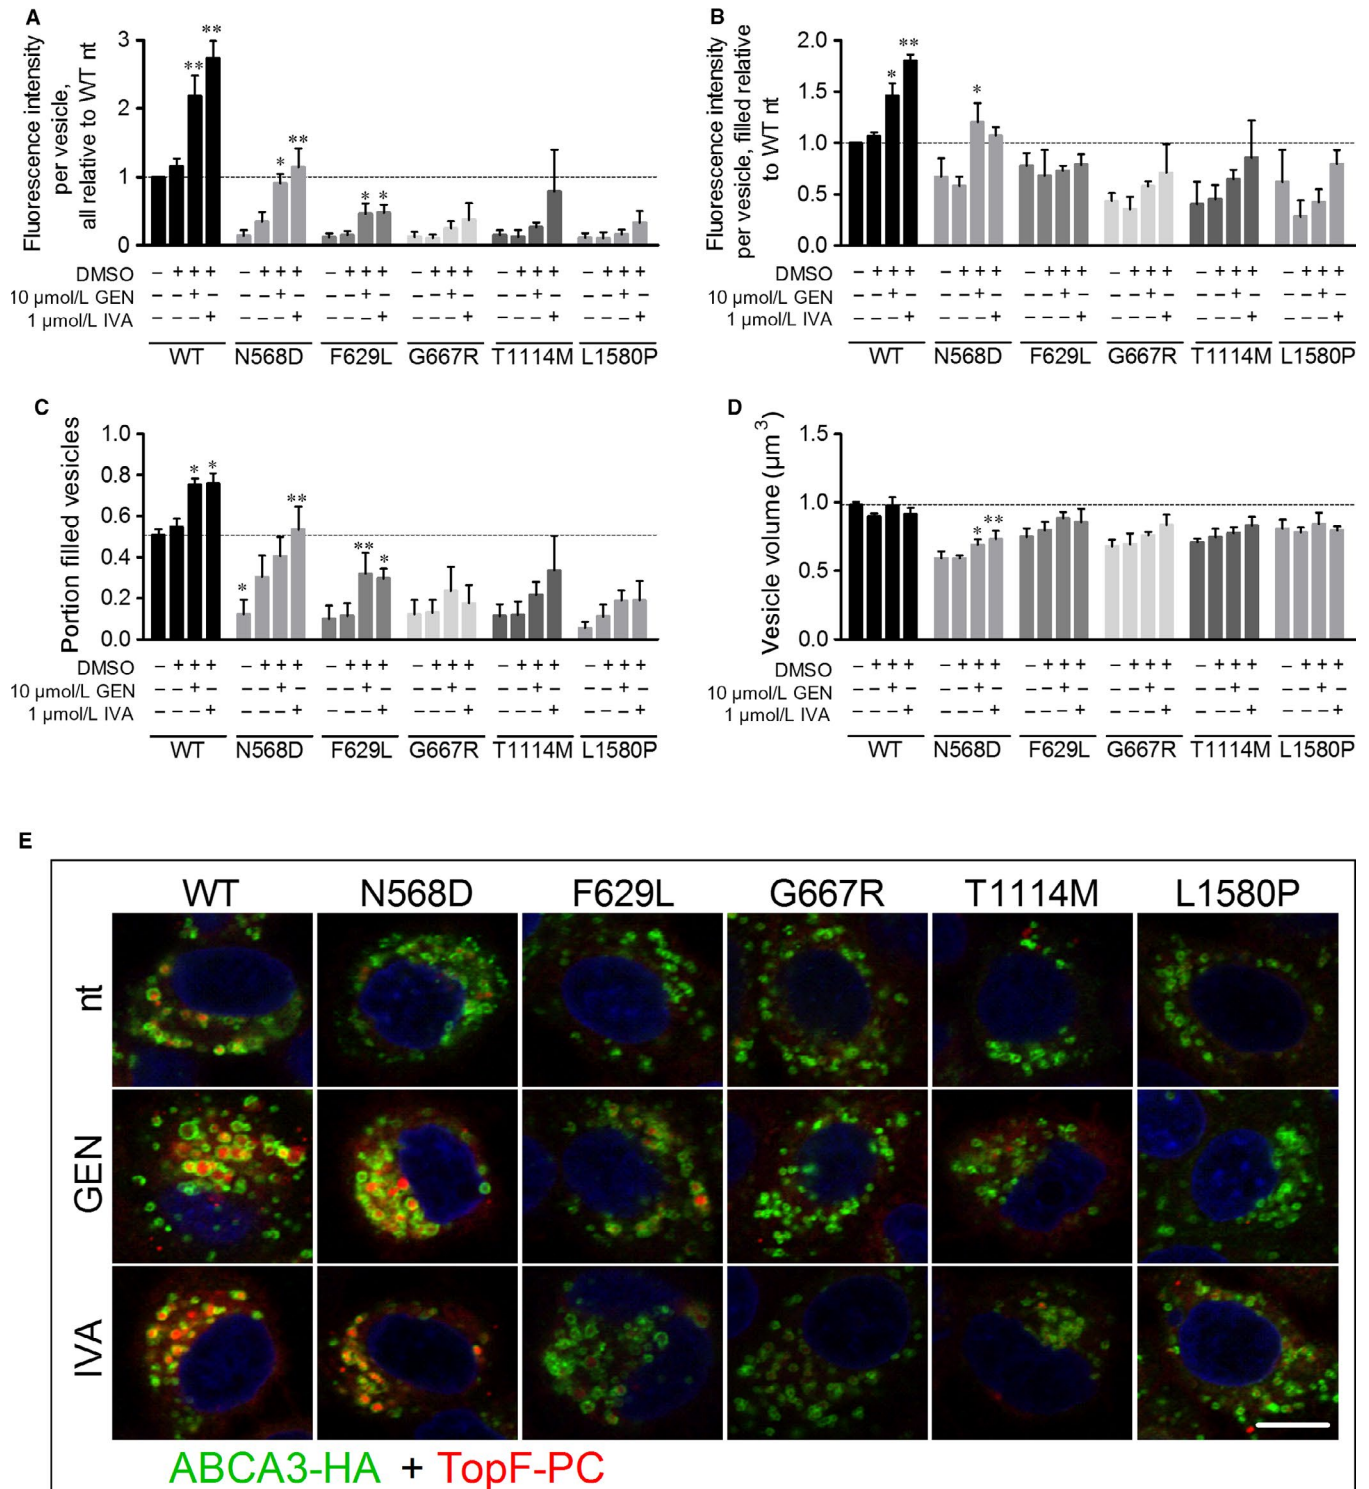 A
Fluorescence intensity
per vesicle,
all relative to WT nt
3
2
1
0
** **
* **
* *
DMSO – + + + – + + + – + + + – + + + – + + + – + + +
10 µmol/L GEN – – + – – – + – – – + – – – + – – – + – – – + –
1 µmol/L IVA – – – + – – – + – – – + – – – + – – – + – – – +
WT N568D F629L G667R T1114M L1580P
B
Fluorescence intensity
per vesicle, filled relative
to WT nt
2.0
1.5
1.0
0.5
0.0
* **
*
DMSO – + + + – + + + – + + + – + + + – + + + – + + +
10 µmol/L GEN – – + – – – + – – – + – – – + – – – + – – – + –
1 µmol/L IVA – – – + – – – + – – – + – – – + – – – + – – – +
WT N568D F629L G667R T1114M L1580P
C
Portion filled vesicles
1.0
0.8
0.6
0.4
0.2
0.0
* *
* **
** *
DMSO – + + + – + + + – + + + – + + + – + + + – + + +
10 µmol/L GEN – – + – – – + – – – + – – – + – – – + – – – + –
1 µmol/L IVA – – – + – – – + – – – + – – – + – – – + – – – +
WT N568D F629L G667R T1114M L1580P
D
Vesicle volume (µm³)
1.5
1.0
0.5
0.0
* **
DMSO – + + + – + + + – + + + – + + + – + + + – + + +
10 µmol/L GEN – – + – – – + – – – + – – – + – – – + – – – + –
1 µmol/L IVA – – – + – – – + – – – + – – – + – – – + – – – +
WT N568D F629L G667R T1114M L1580P
E
WT N568D F629L G667R T1114M L1580P
nt
GEN
IVA
ABCA3-HA + TopF-PC